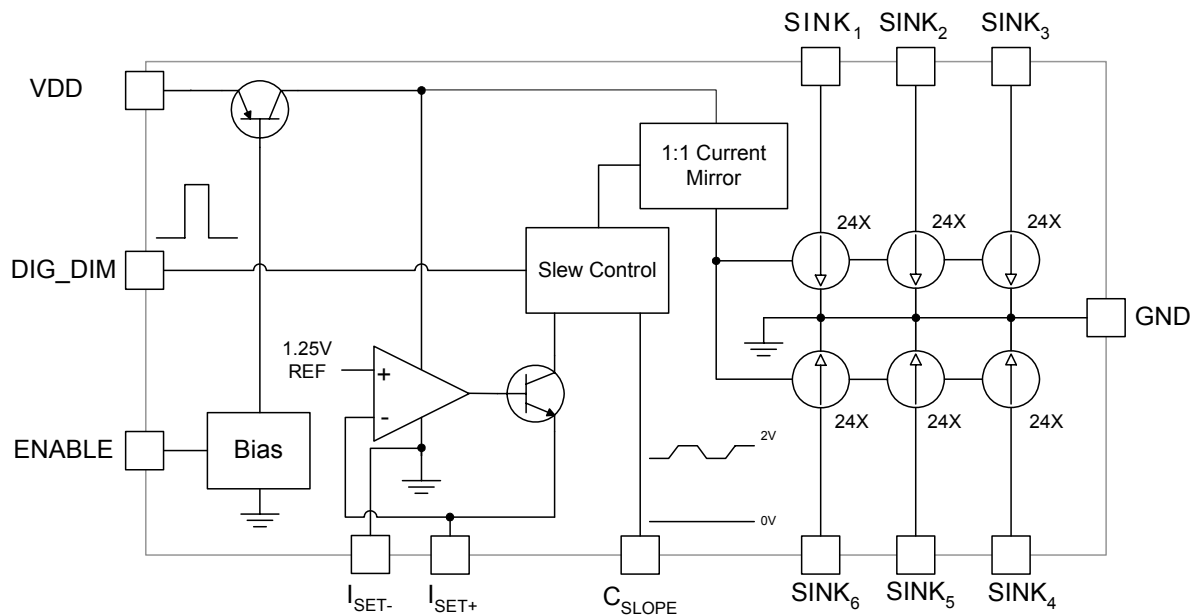 SINK1 SINK2 SINK3
VDD
1:1 Current
Mirror
24X 24X 24X
DIG_DIM
Slew Control
GND
1.25V
REF
+
-
24X 24X 24X
ENABLE
Bias
2V
0V
ISET- ISET+ CSLOPE
SINK6 SINK5 SINK4